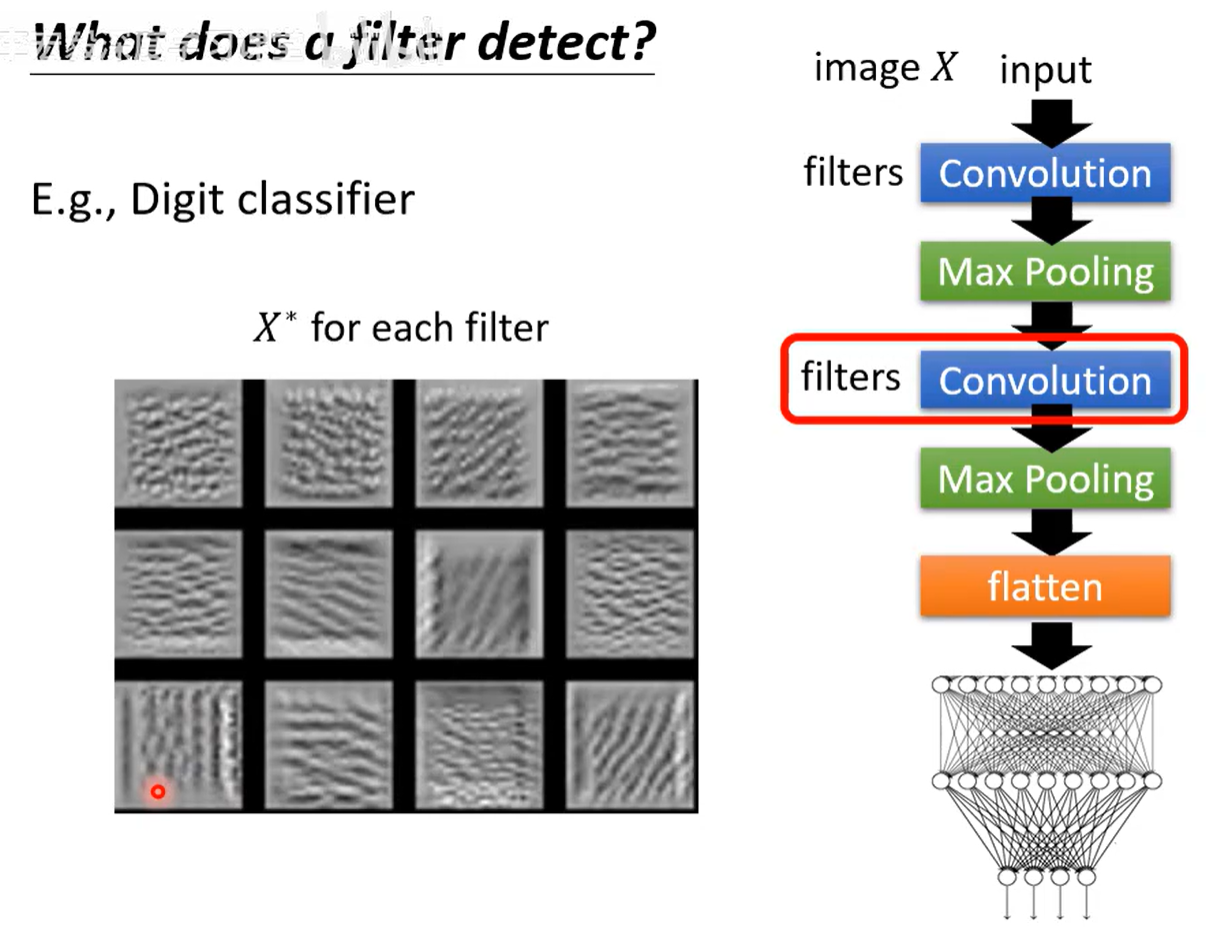 What does a filter detect?
image X input
filters Convolution
E.g., Digit classifier
Max Pooling
X* for each filter
filters Convolution
Max Pooling
flatten